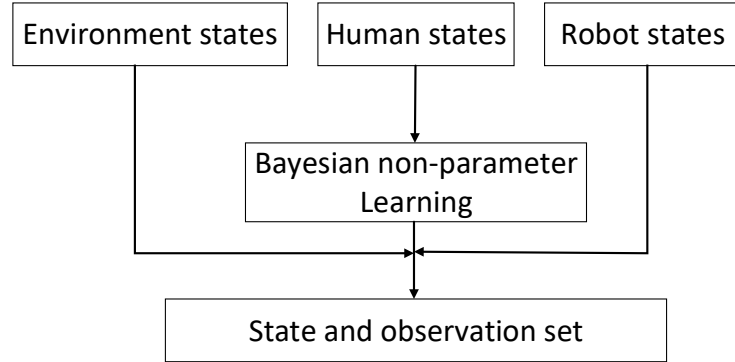 Environment states
Human states
Robot states
Bayesian non-parameter
Learning
State and observation set